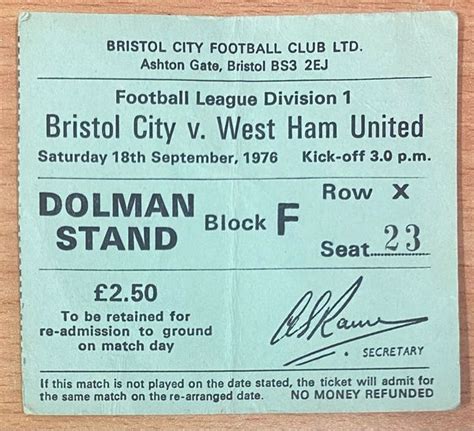 BRISTOL CITY FOOTBALL CLUB LTD.
Ashton Gate, Bristol BS3 2EJ
Football League Division 1
Bristol City v. West Ham United
Saturday 18th September, 1976 Kick-off 3.0 p.m.
DOLMAN STAND Block F
Row X
Seat 23
£2.50
To be retained for
re-admission to ground
on match day
SECRETARY
If this match is not played on the date stated, the ticket will admit for
the same match on the re-arranged date. NO MONEY REFUNDED